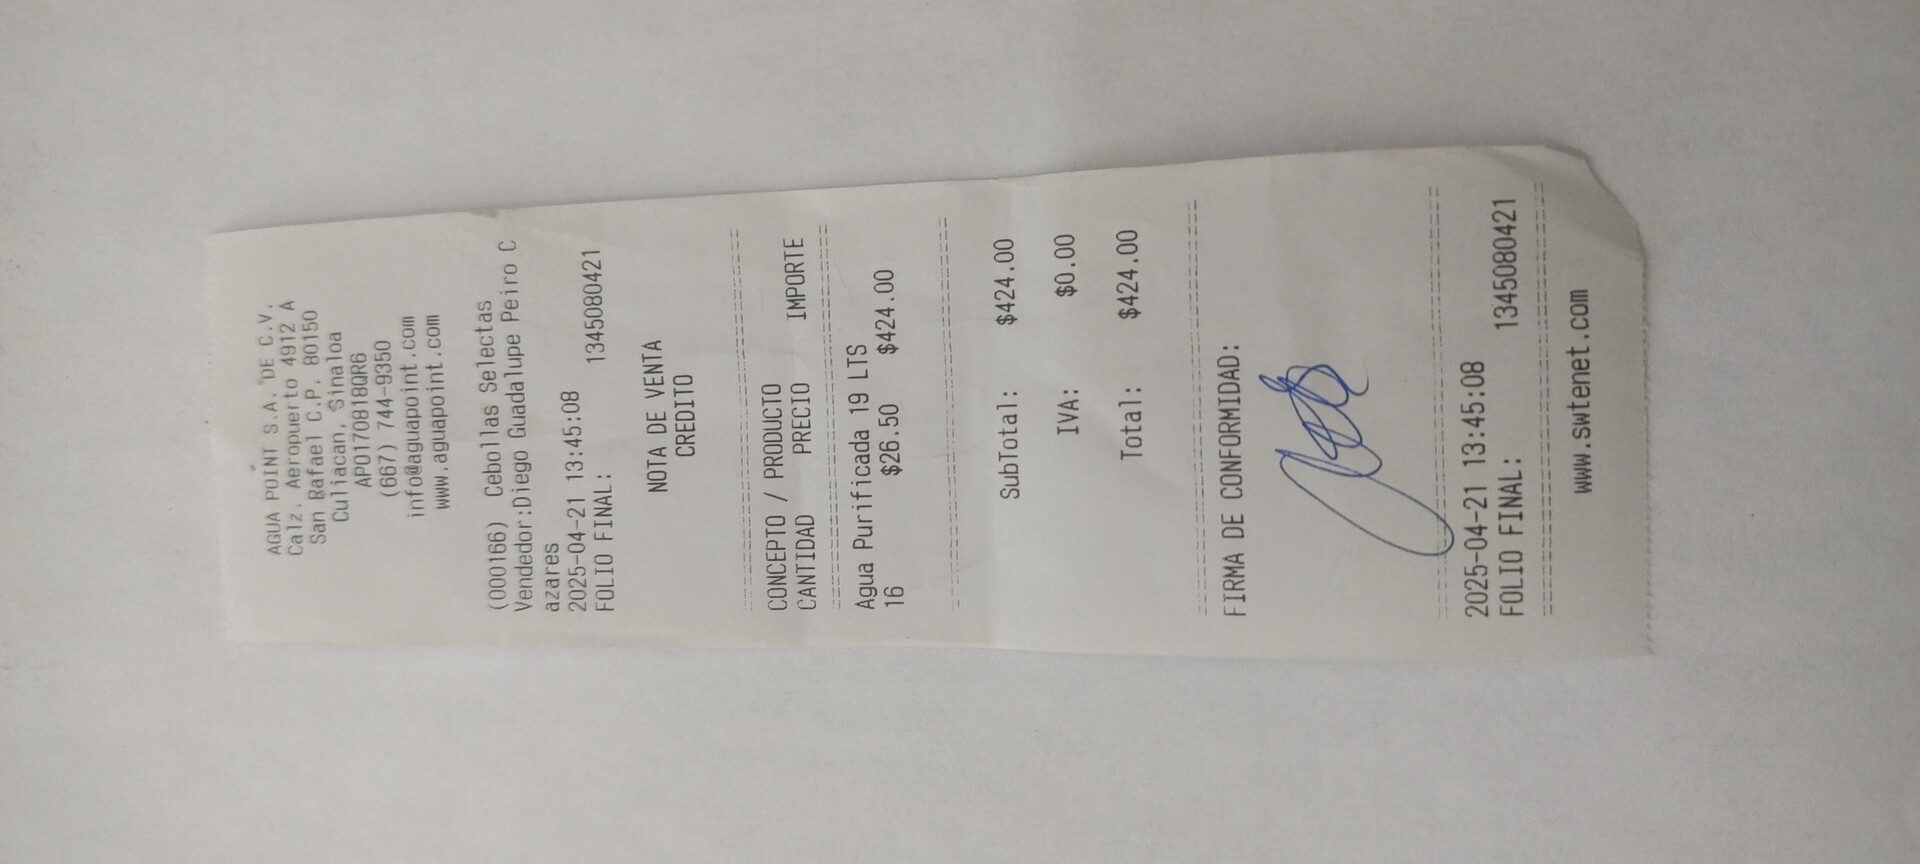 AGUA POINT S.A. DE C.V.
Calz. Aeropuerto 4912 A
San Rafael C.P. 80150
Culiacan, Sinaloa
APO170818QR6
(667) 744-9350
info@aguapoint.com
www.aguapoint.com
(000166)  Cebollas Selectas
Vendedor:Diego Guadalupe Peiro C
azares
2025-04-21 13:45:08
FOLIO FINAL: 1345080421
NOTA DE VENTA
CREDITO
CONCEPTO / PRODUCTO
CANTIDAD PRECIO IMPORTE
Agua Purificada 19 LTS
16 $26.50 $424.00
SubTotal: $424.00
IVA: $0.00
Total: $424.00
FIRMA DE CONFORMIDAD:
2025-04-21 13:45:08
FOLIO FINAL: 1345080421
www.swtenet.com